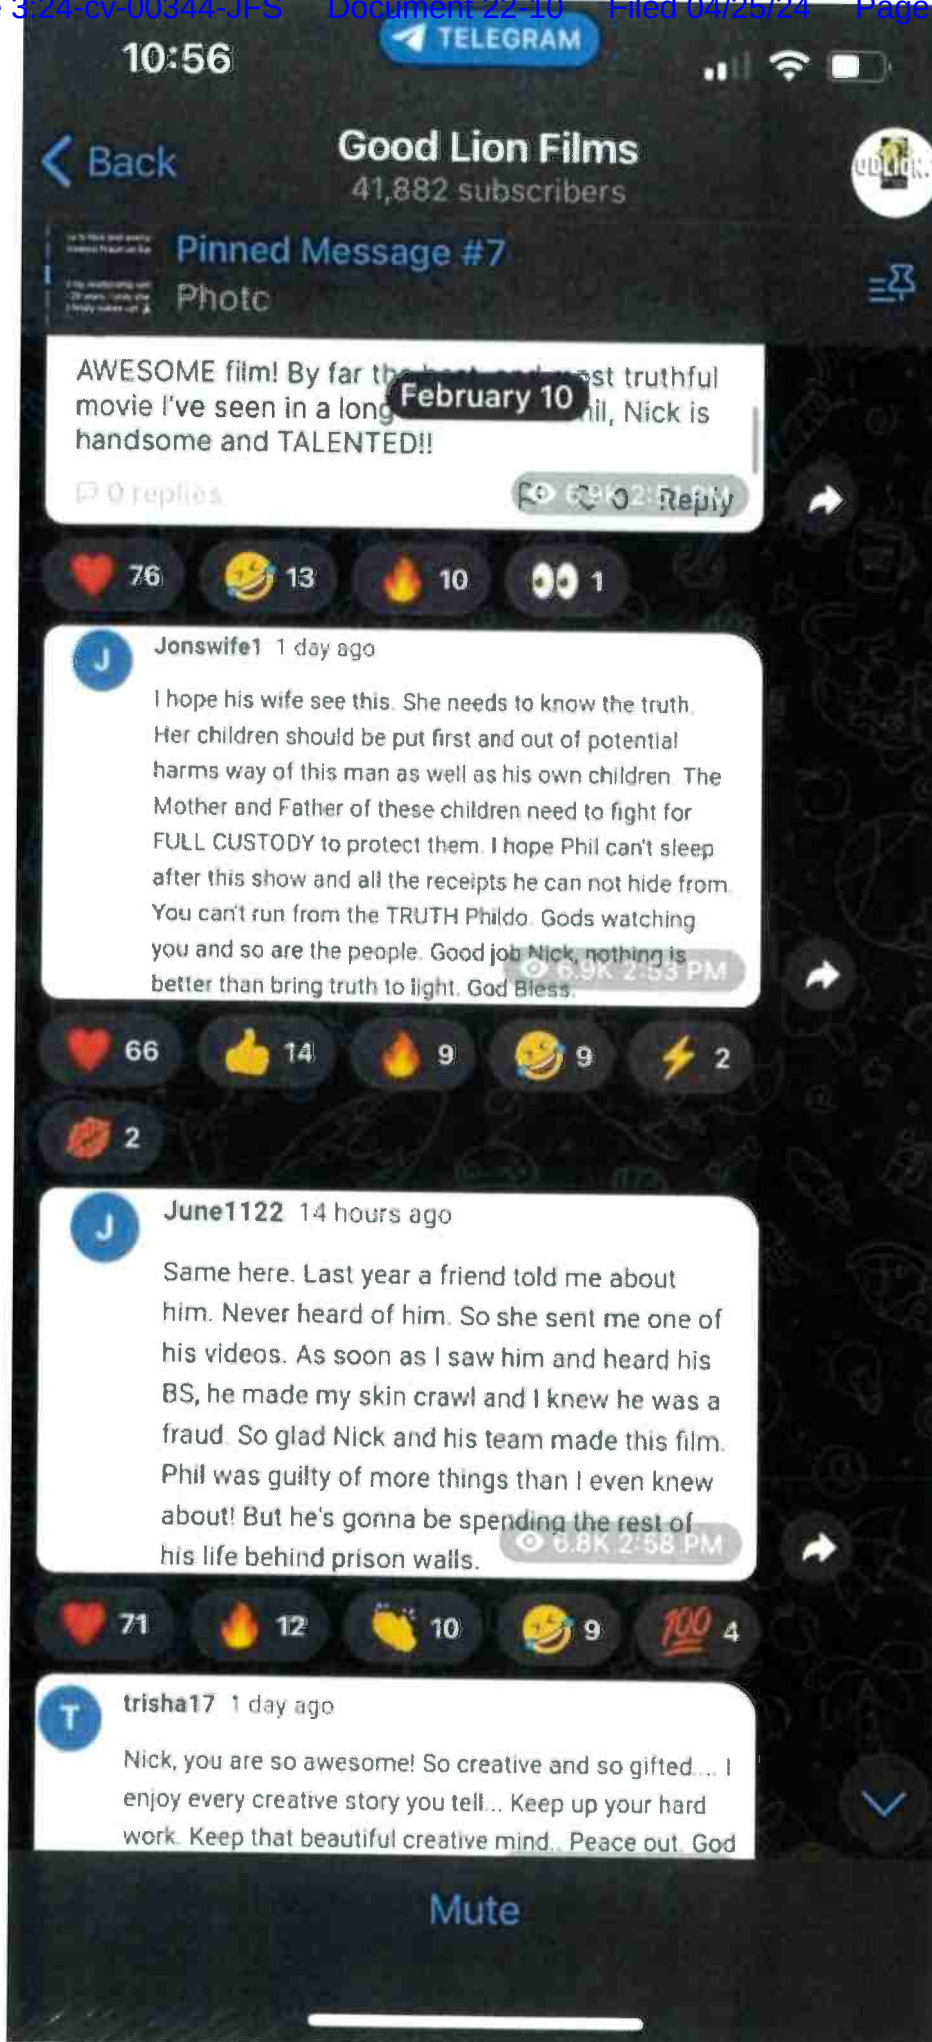 3:24-cv-00344-JFS Document 22-10 Filed 04/25/24 Page
10:56
TELEGRAM
Back
Good Lion Films
41,882 subscribers
Pinned Message #7
Photo
AWESOME film! By far the most truthful
February 10
movie I've seen in a long Nick is
handsome and TALENTED!!
0 replies
6.9K
0 Reply
76
13
10
1
J
Jonswife1 1 day ago
I hope his wife see this. She needs to know the truth.
Her children should be put first and out of potential
harms way of this man as well as his own children. The
Mother and Father of these children need to fight for
FULL CUSTODY to protect them. I hope Phil can't sleep
after this show and all the receipts he can not hide from.
You can't run from the TRUTH Phildo. Gods watching
you and so are the people. Good job Nick, nothing is
6.9K 2:53 PM
better than bring truth to light. God Bless.
66
14
9
9
2
2
J
June1122 14 hours ago
Same here. Last year a friend told me about
him. Never heard of him. So she sent me one of
his videos. As soon as I saw him and heard his
BS, he made my skin crawl and I knew he was a
fraud. So glad Nick and his team made this film.
Phil was guilty of more things than I even knew
about! But he's gonna be spending the rest of
6.8K 2:58 PM
his life behind prison walls.
71
12
10
9
100 4
T
trisha17 1 day ago
Nick, you are so awesome! So creative and so gifted.... I
enjoy every creative story you tell... Keep up your hard
work. Keep that beautiful creative mind.. Peace out. God
Mute